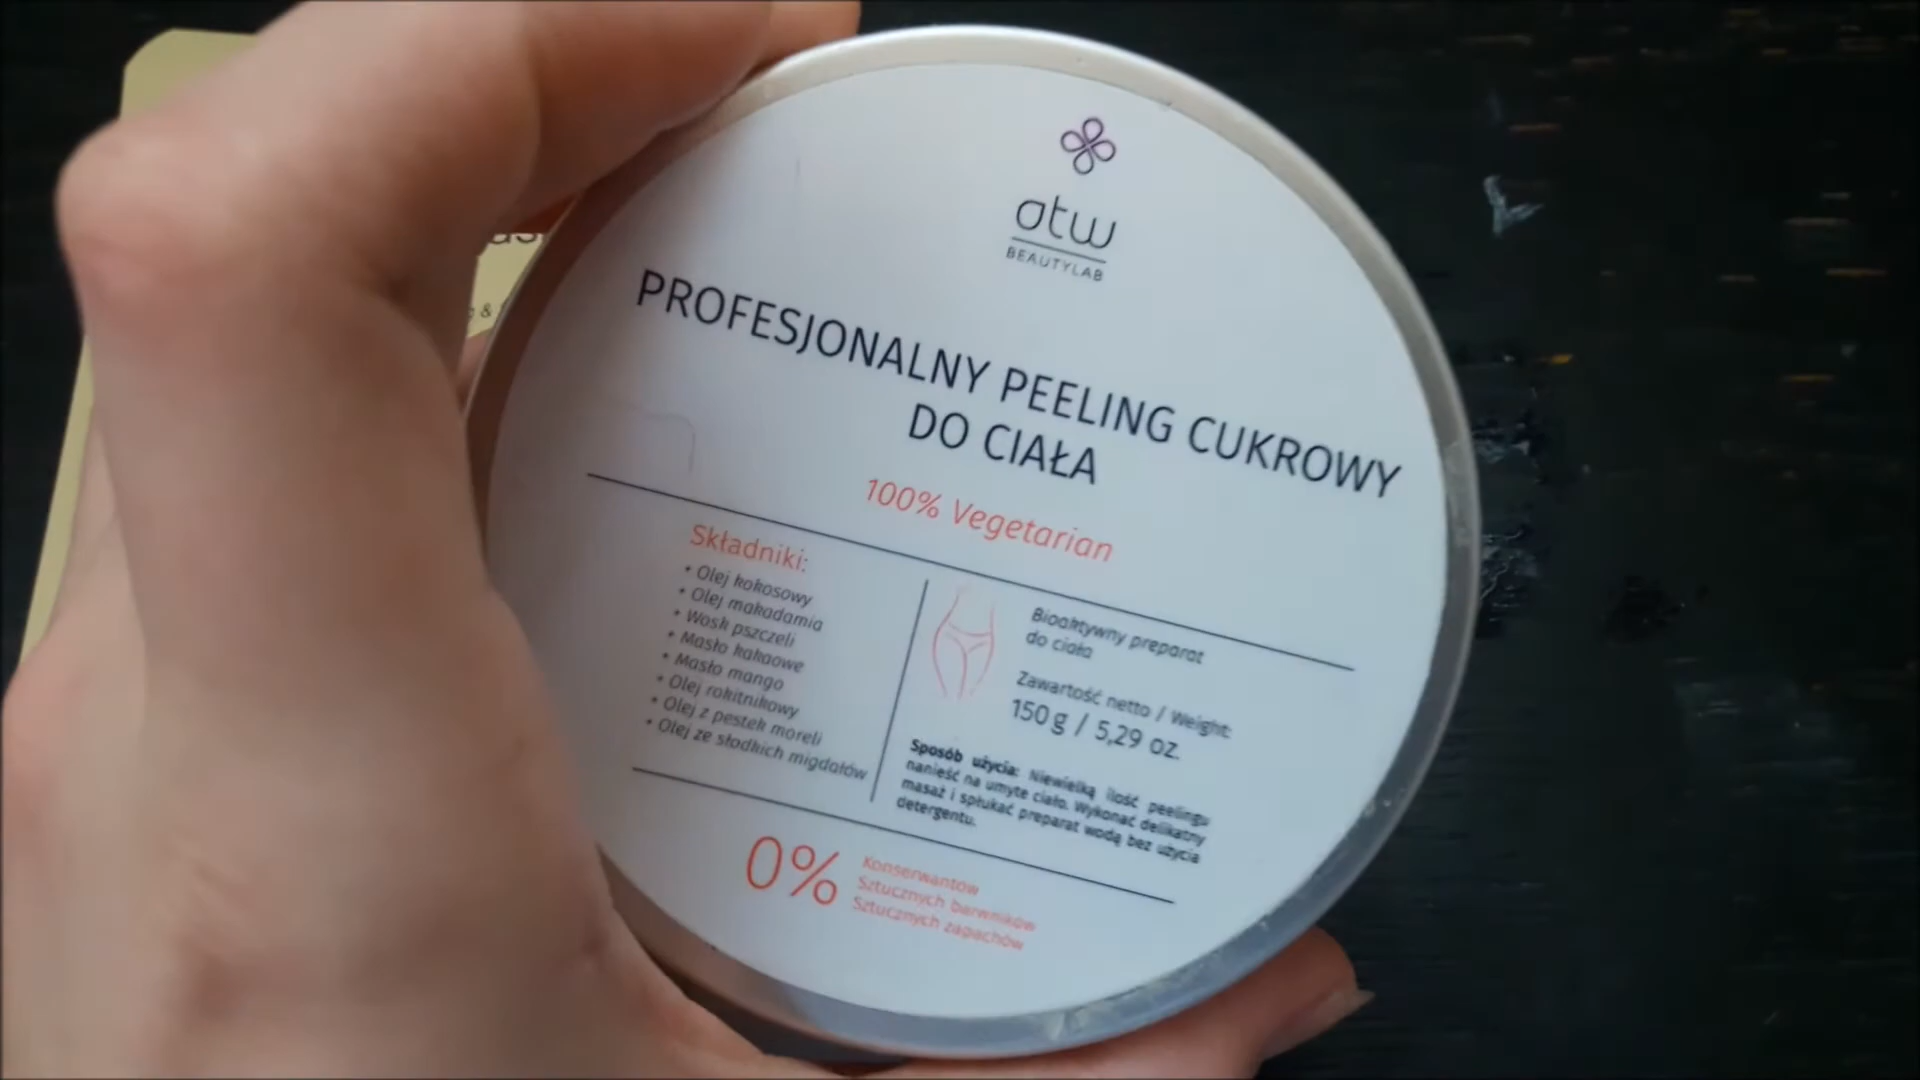 atw
BEAUTYLAB
PROFESJONALNY PEELING CUKROWY
DO CIAŁA
100% Vegetarian
Składniki:
• Olej kokosowy
• Olej makadamia
• Wosk pszczeli
• Masło kakaowe
• Masło mango
• Olej rokitnikowy
• Olej z pestek moreli
• Olej ze słodkich migdałów
Bioaktywny preparat
do ciała
Zawartość netto / Weight:
150 g / 5,29 oz.
Sposób użycia: Niewielką ilość peelingu
nanieść na umyte ciało. Wykonać delikatny
masaż i spłukać preparat wodą bez użycia
detergentu.
0%
Konserwantów
Sztucznych barwników
Sztucznych zapachów